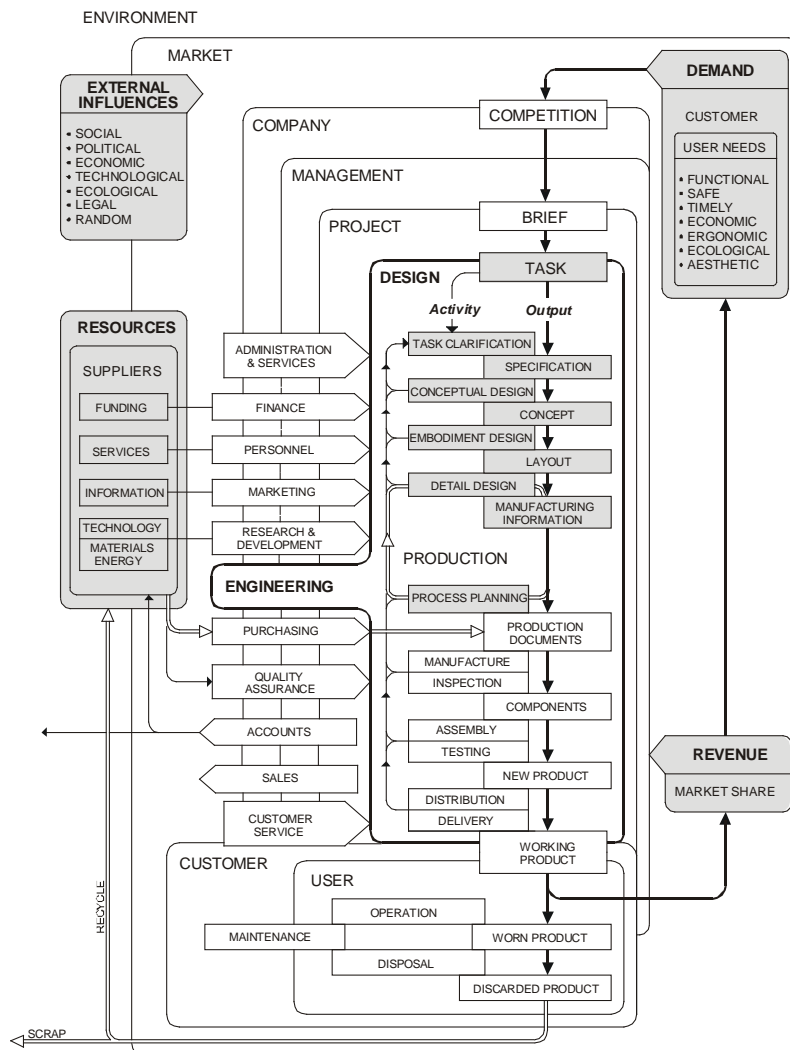 ENVIRONMENT
MARKET
EXTERNAL
INFLUENCES
• SOCIAL
• POLITICAL
• ECONOMIC
• TECHNOLOGICAL
• ECOLOGICAL
• LEGAL
• RANDOM
DEMAND
CUSTOMER
USER NEEDS
• FUNCTIONAL
• SAFE
• TIMELY
• ECONOMIC
• ERGONOMIC
• ECOLOGICAL
• AESTHETIC
COMPANY
COMPETITION
MANAGEMENT
PROJECT
BRIEF
DESIGN
TASK
Activity
Output
RESOURCES
SUPPLIERS
FUNDING
SERVICES
INFORMATION
TECHNOLOGY
MATERIALS
ENERGY
ADMINISTRATION
& SERVICES
FINANCE
PERSONNEL
MARKETING
RESEARCH &
DEVELOPMENT
TASK CLARIFICATION
SPECIFICATION
CONCEPTUAL DESIGN
CONCEPT
EMBODIMENT DESIGN
LAYOUT
DETAIL DESIGN
MANUFACTURING
INFORMATION
PRODUCTION
ENGINEERING
PROCESS PLANNING
PURCHASING
PRODUCTION
DOCUMENTS
QUALITY
ASSURANCE
MANUFACTURE
INSPECTION
COMPONENTS
ACCOUNTS
ASSEMBLY
TESTING
SALES
NEW PRODUCT
CUSTOMER
SERVICE
DISTRIBUTION
DELIVERY
WORKING
PRODUCT
REVENUE
MARKET SHARE
CUSTOMER
USER
OPERATION
MAINTENANCE
WORN PRODUCT
DISPOSAL
DISCARDED PRODUCT
RECYCLE
SCRAP